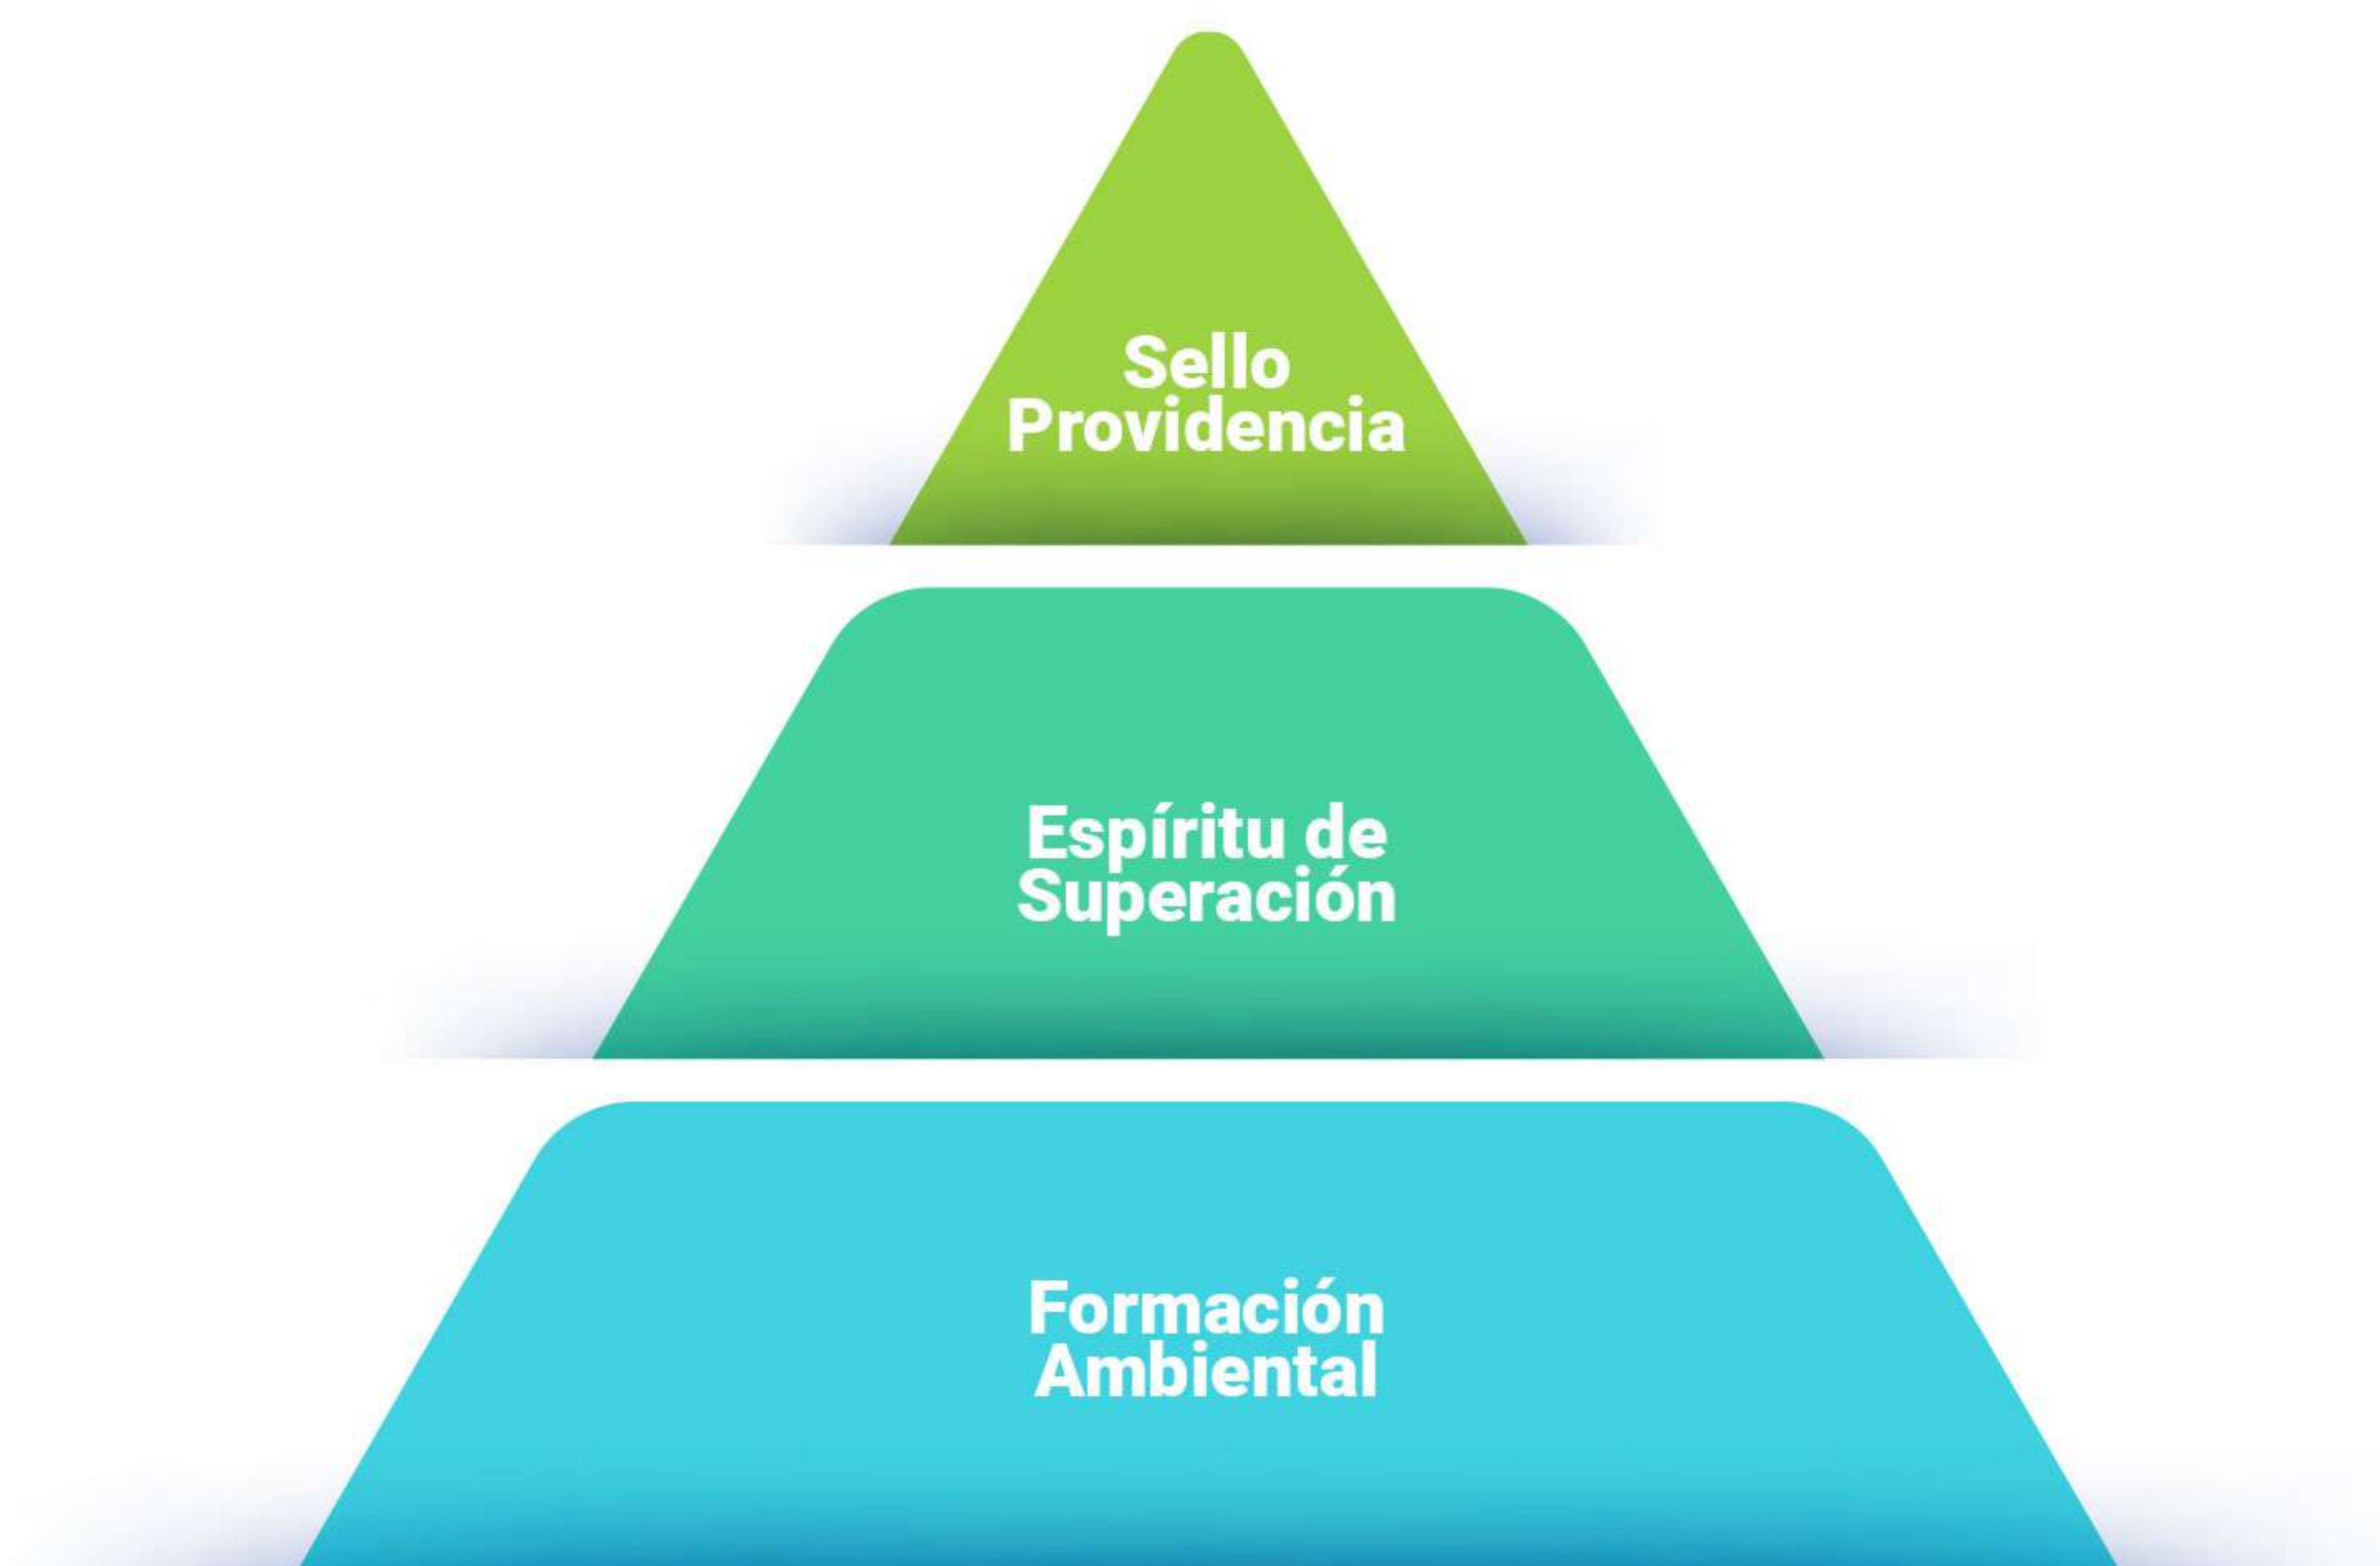 Sello
Providencia
Espíritu de
Superación
Formación
Ambiental